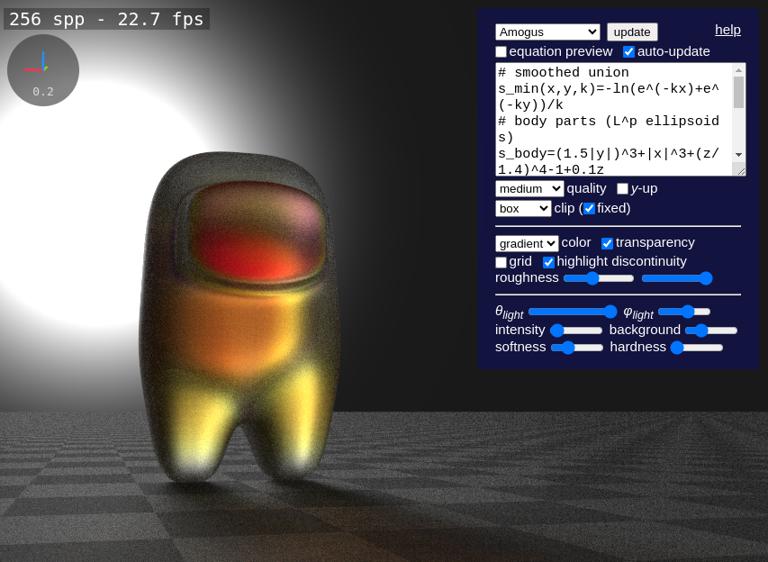 256 spp - 22.7 fps
0.2
Amogus update help
equation preview auto-update
# smoothed union
s_min(x,y,k)=-ln(e^(-kx)+e^
(-ky))/k
# body parts (L^p ellipsoid
s)
s_body=(1.5|y|)^3+|x|^3+(z/
1.4)^4-1+0.1z
medium quality y-up
box clip (fixed)
gradient color transparency
grid highlight discontinuity
roughness
θlight φlight
intensity background
softness hardness